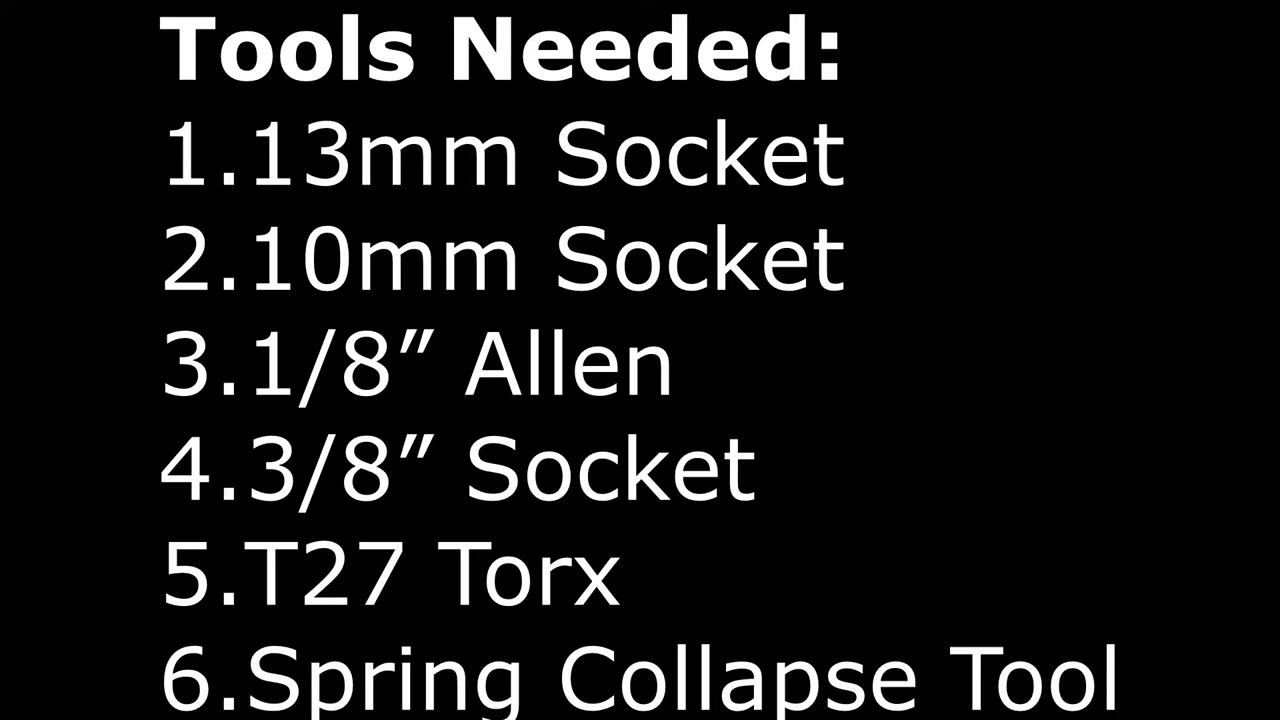 Tools Needed:
1.13mm Socket
2.10mm Socket
3.1/8” Allen
4.3/8” Socket
5.T27 Torx
6.Spring Collapse Tool